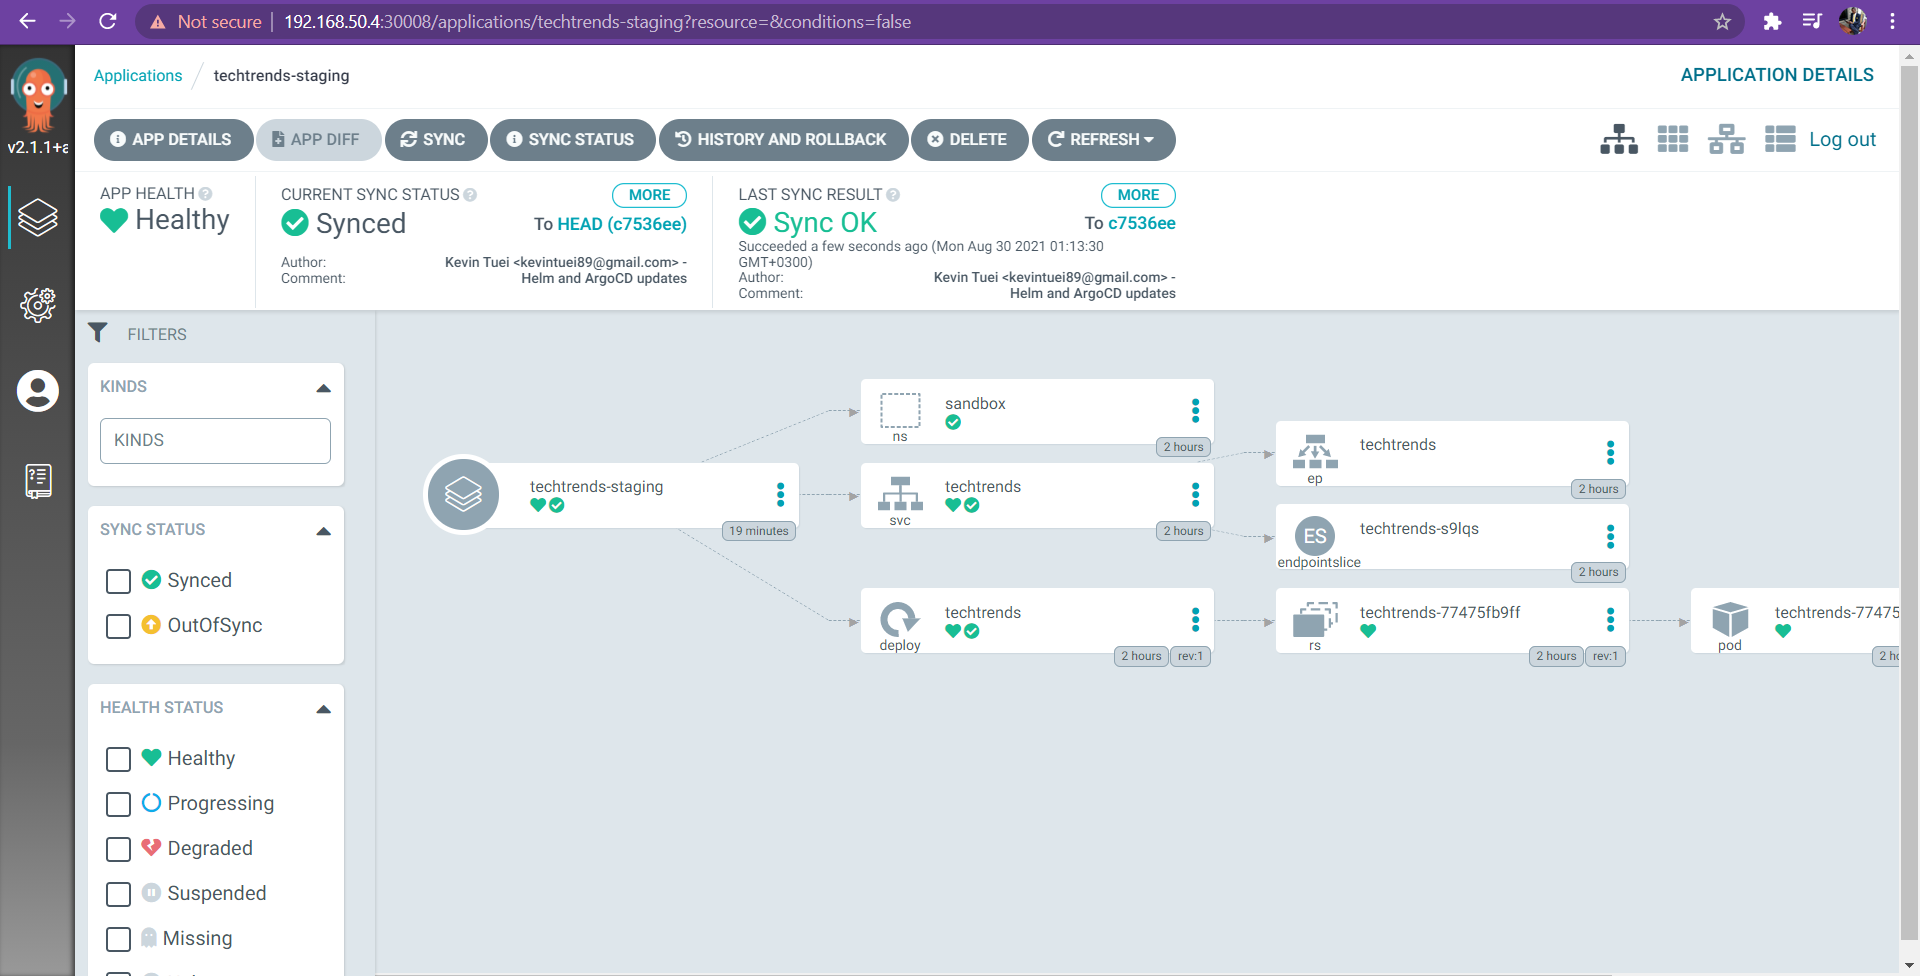 Not secure | 192.168.50.4:30008/applications/techtrends-staging?resource=&conditions=false
v2.1.1+a
Applications / techtrends-staging
APPLICATION DETAILS
APP DETAILS
APP DIFF
SYNC
SYNC STATUS
HISTORY AND ROLLBACK
DELETE
REFRESH
Log out
APP HEALTH
Healthy
CURRENT SYNC STATUS
MORE
Synced
To HEAD (c7536ee)
Author: Kevin Tuei <kevintuei89@gmail.com> -
Comment: Helm and ArgoCD updates
LAST SYNC RESULT
MORE
Sync OK
To c7536ee
Succeeded a few seconds ago (Mon Aug 30 2021 01:13:30
GMT+0300)
Author: Kevin Tuei <kevintuei89@gmail.com> -
Comment: Helm and ArgoCD updates
FILTERS
KINDS
KINDS
SYNC STATUS
Synced
OutOfSync
HEALTH STATUS
Healthy
Progressing
Degraded
Suspended
Missing
techtrends-staging
19 minutes
sandbox
ns
2 hours
techtrends
svc
2 hours
techtrends
deploy
2 hours
rev:1
techtrends
ep
2 hours
ES
techtrends-s9lqs
endpointslice
2 hours
techtrends-77475fb9ff
rs
2 hours
rev:1
techtrends-77475
pod
2 h